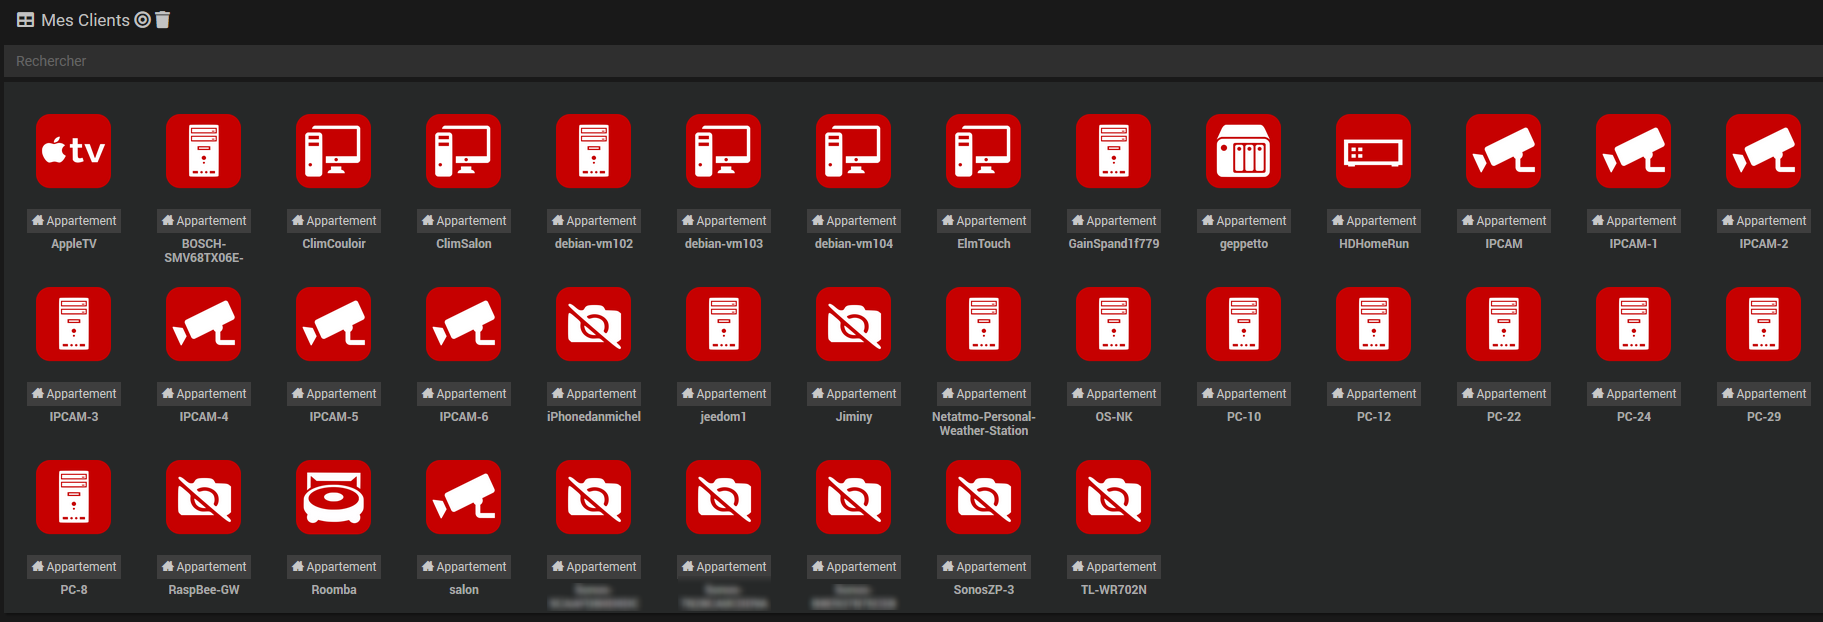 Mes Clients
Rechercher
tv
Appartement Appartement Appartement Appartement Appartement Appartement Appartement Appartement Appartement Appartement Appartement Appartement Appartement Appartement
AppleTV
BOSCH-
SMV68TX06E-
ClimCouloir
ClimSalon
debian-vm102
debian-vm103
debian-vm104
ElmTouch
GainSpand1f779
geppetto
HDHomeRun
IPCAM
IPCAM-1
IPCAM-2
Appartement Appartement Appartement Appartement Appartement Appartement Appartement Appartement Appartement Appartement Appartement Appartement Appartement Appartement
IPCAM-3
IPCAM-4
IPCAM-5
IPCAM-6
iPhonedanmichel
jeedom1
Jiminy
Netatmo-Personal-
Weather-Station
OS-NK
PC-10
PC-12
PC-22
PC-24
PC-29
Appartement Appartement Appartement Appartement Appartement Appartement Appartement Appartement Appartement
PC-8
RaspBee-GW
Roomba
salon
SonosZP-3
TL-WR702N